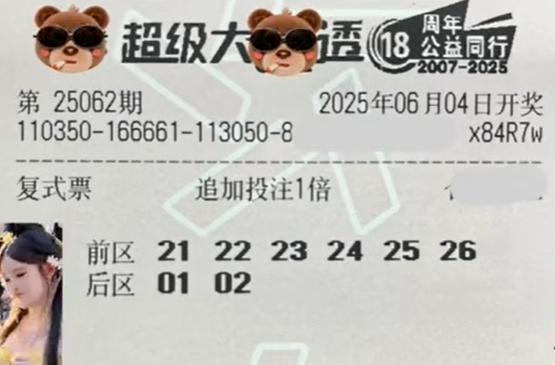 超级大透
18 周年
公益同行
2007-2025
第 25062期 2025年06月04日开奖
110350-166661-113050-8 x84R7w
复式票 追加投注1倍
前区 21 22 23 24 25 26
后区 01 02